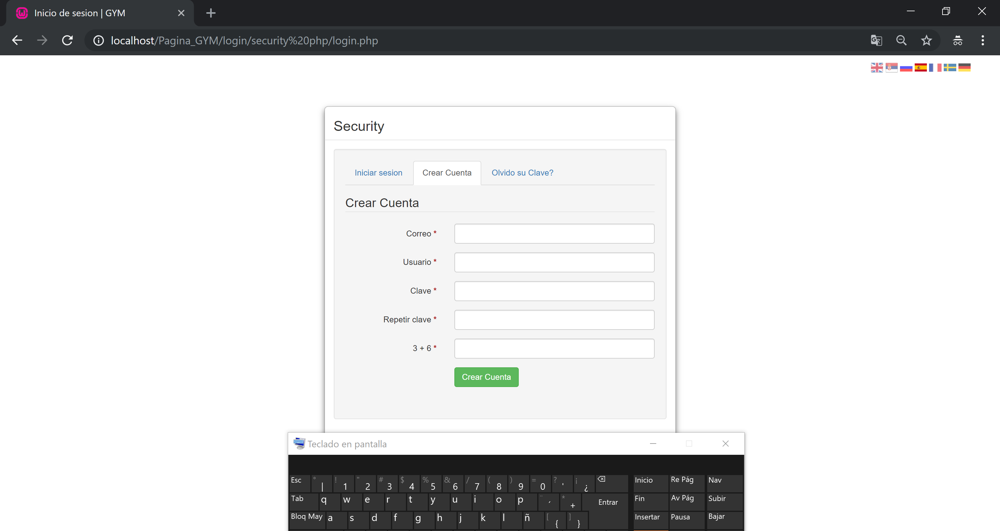 Inicio de sesion | GYM
localhost/Pagina_GYM/login/security%20php/login.php
Security
Iniciar sesion Crear Cuenta Olvido su Clave?
Crear Cuenta
Correo *
Usuario *
Clave *
Repetir clave *
3 + 6 *
Crear Cuenta
Teclado en pantalla
Esc ° | ! 1 " 2 # 3 $ 4 % 5 & 6 / 7 ( 8 ) 9 = 0 ? ' ¡ ¿ Inicio Re Pág Nav
Tab q w e r t y u i o p ¨ ´ * + Entrar Fin Av Pág Subir
Bloq May a s d f g h j k l ñ [ { ] } Insertar Pausa Bajar